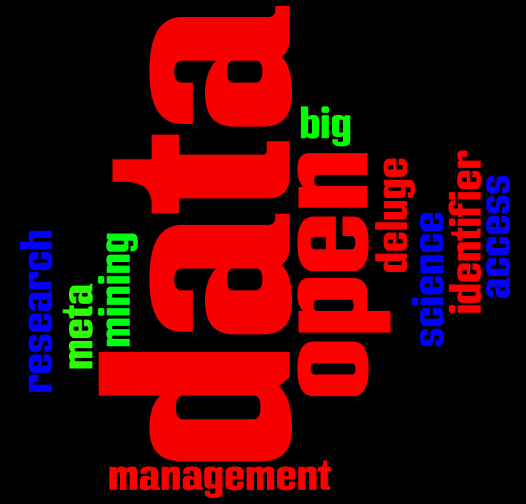 research
meta
mining
data
open
big
deluge
science
identifier
access
management